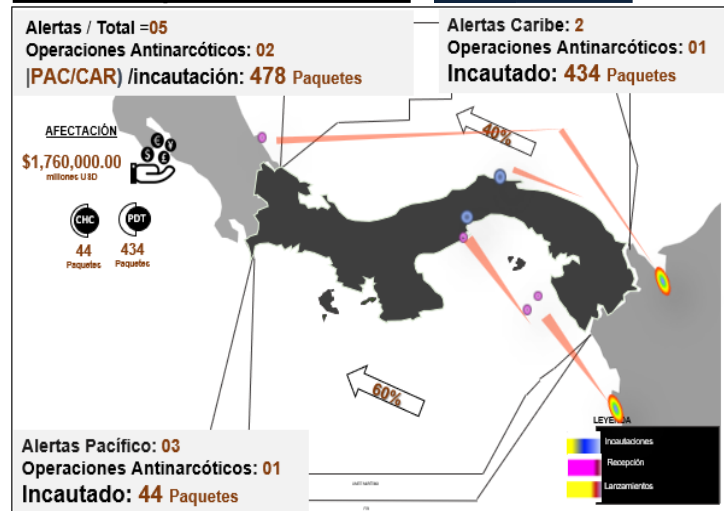 Alertas / Total =05
Operaciones Antinarcóticos: 02
|PAC/CAR) /incautación: 478 Paquetes
Alertas Caribe: 2
Operaciones Antinarcóticos: 01
Incautado: 434 Paquetes
AFECTACIÓN
$1,760,000.00
millones USD
CHC
44
Paquetes
PDT
434
Paquetes
40%
60%
Alertas Pacífico: 03
Operaciones Antinarcóticos: 01
Incautado: 44 Paquetes
LEYENDA
Incautaciones
Recepción
Lanzamientos